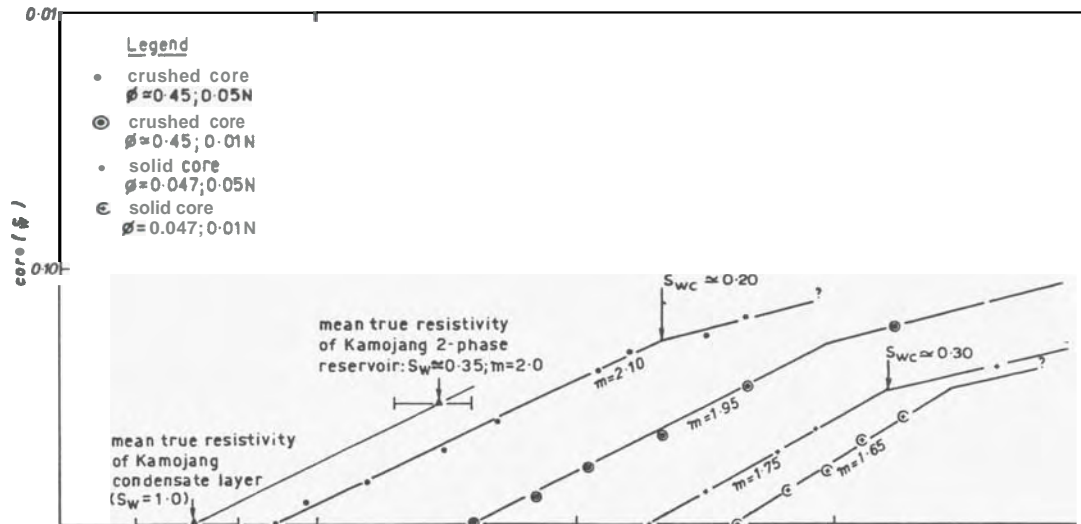 0.01
Legend
crushed core
ø≃0.45; 0.05N
crushed core
ø≃0.45; 0.01N
solid core
ø=0.047; 0.05N
solid core
ø=0.047; 0.01N
core (Sw)
0.10
Swc ≃ 0.20
?
mean true resistivity
of Kamojang 2-phase
reservoir: Sw≃0.35; m=2.0
m=2.10
Swc≃0.30
?
m=1.95
mean true resistivity
of Kamojang
condensate layer
(Sw=1.0)
m=1.75
m=1.65